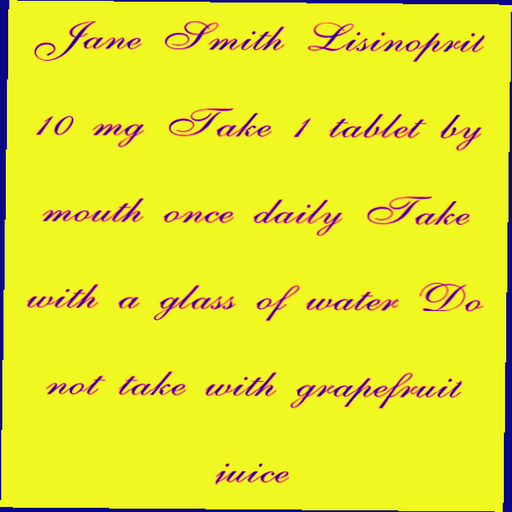 Jane Smith Lisinopril
10 mg Take 1 tablet by
mouth once daily Take
with a glass of water Do
not take with grapefruit
juice